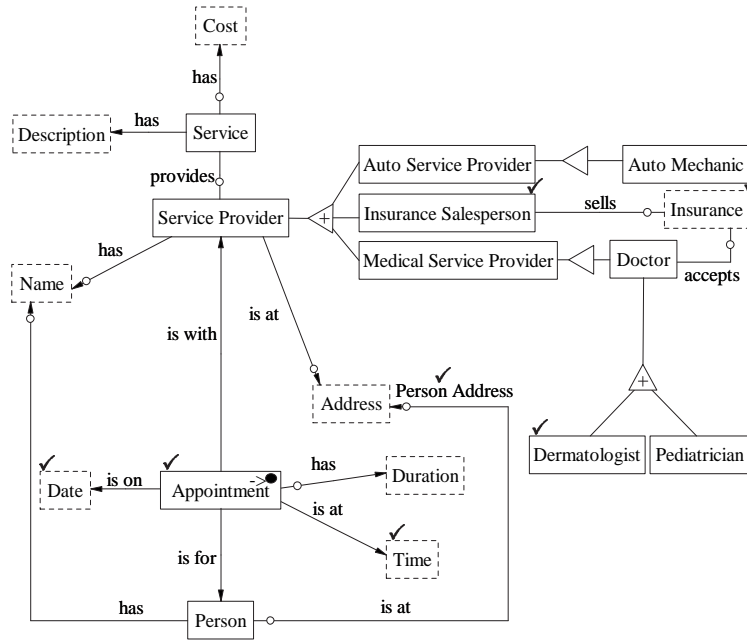 Cost
has
Description
has
Service
provides
Auto Service Provider
Auto Mechanic
Service Provider
+
Insurance Salesperson
sells
Insurance
has
Medical Service Provider
Doctor
accepts
Name
is with
is at
Person Address
Address
+
Dermatologist
Pediatrician
Date
is on
Appointment
->
has
Duration
is at
Time
is for
has
Person
is at